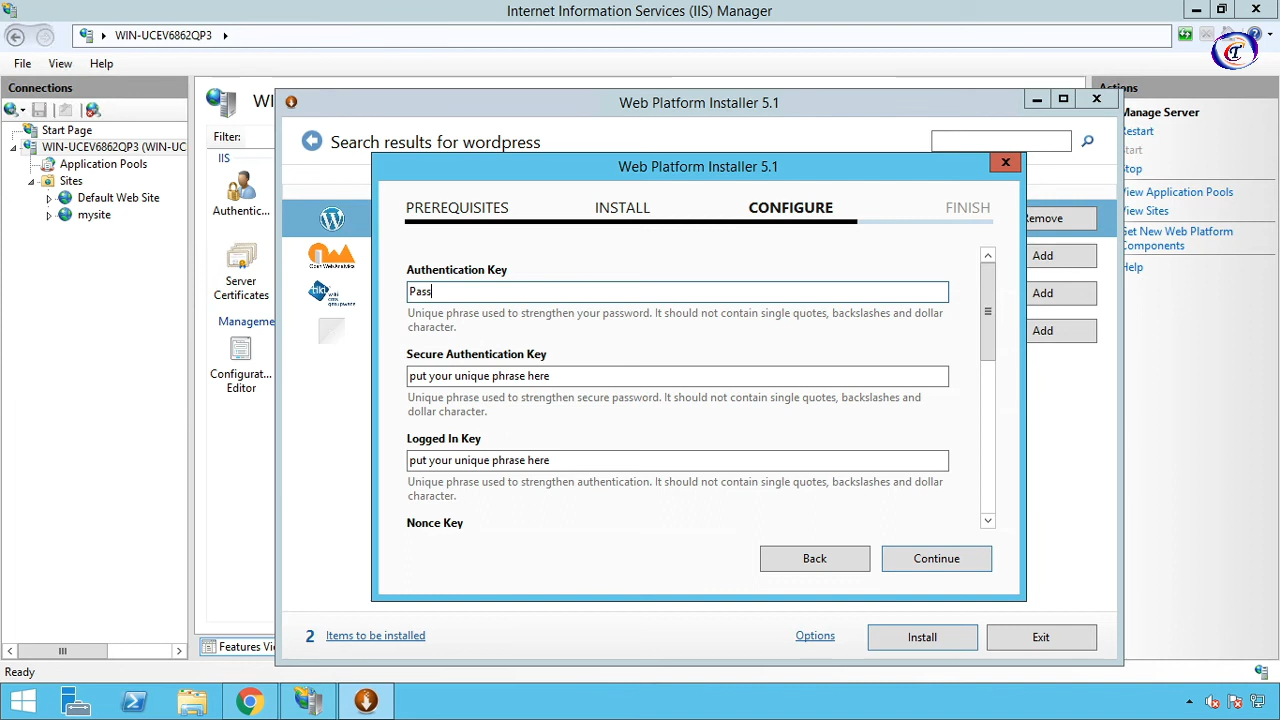 Internet Information Services (IIS) Manager
WIN-UCEV6862QP3
File View Help
Connections
Start Page
WIN-UCEV6862QP3 (WIN-UC
Application Pools
Sites
Default Web Site
mysite
WI
Filter:
IIS
Authentic...
Server
Certificates
Manageme
Configurat...
Editor
Features Vi
Ready
Web Platform Installer 5.1
Search results for wordpress
Open Web Analytics
Remove
Add
Add
Add
Web Platform Installer 5.1
PREREQUISITES INSTALL CONFIGURE FINISH
Authentication Key
Pass
Unique phrase used to strengthen your password. It should not contain single quotes, backslashes and dollar
character.
Secure Authentication Key
put your unique phrase here
Unique phrase used to strengthen secure password. It should not contain single quotes, backslashes and
dollar character.
Logged In Key
put your unique phrase here
Unique phrase used to strengthen authentication. It should not contain single quotes, backslashes and dollar
character.
Nonce Key
Back Continue
2 Items to be installed
Options Install Exit
Actions
Manage Server
Restart
Start
Stop
View Application Pools
View Sites
Get New Web Platform
Components
Help